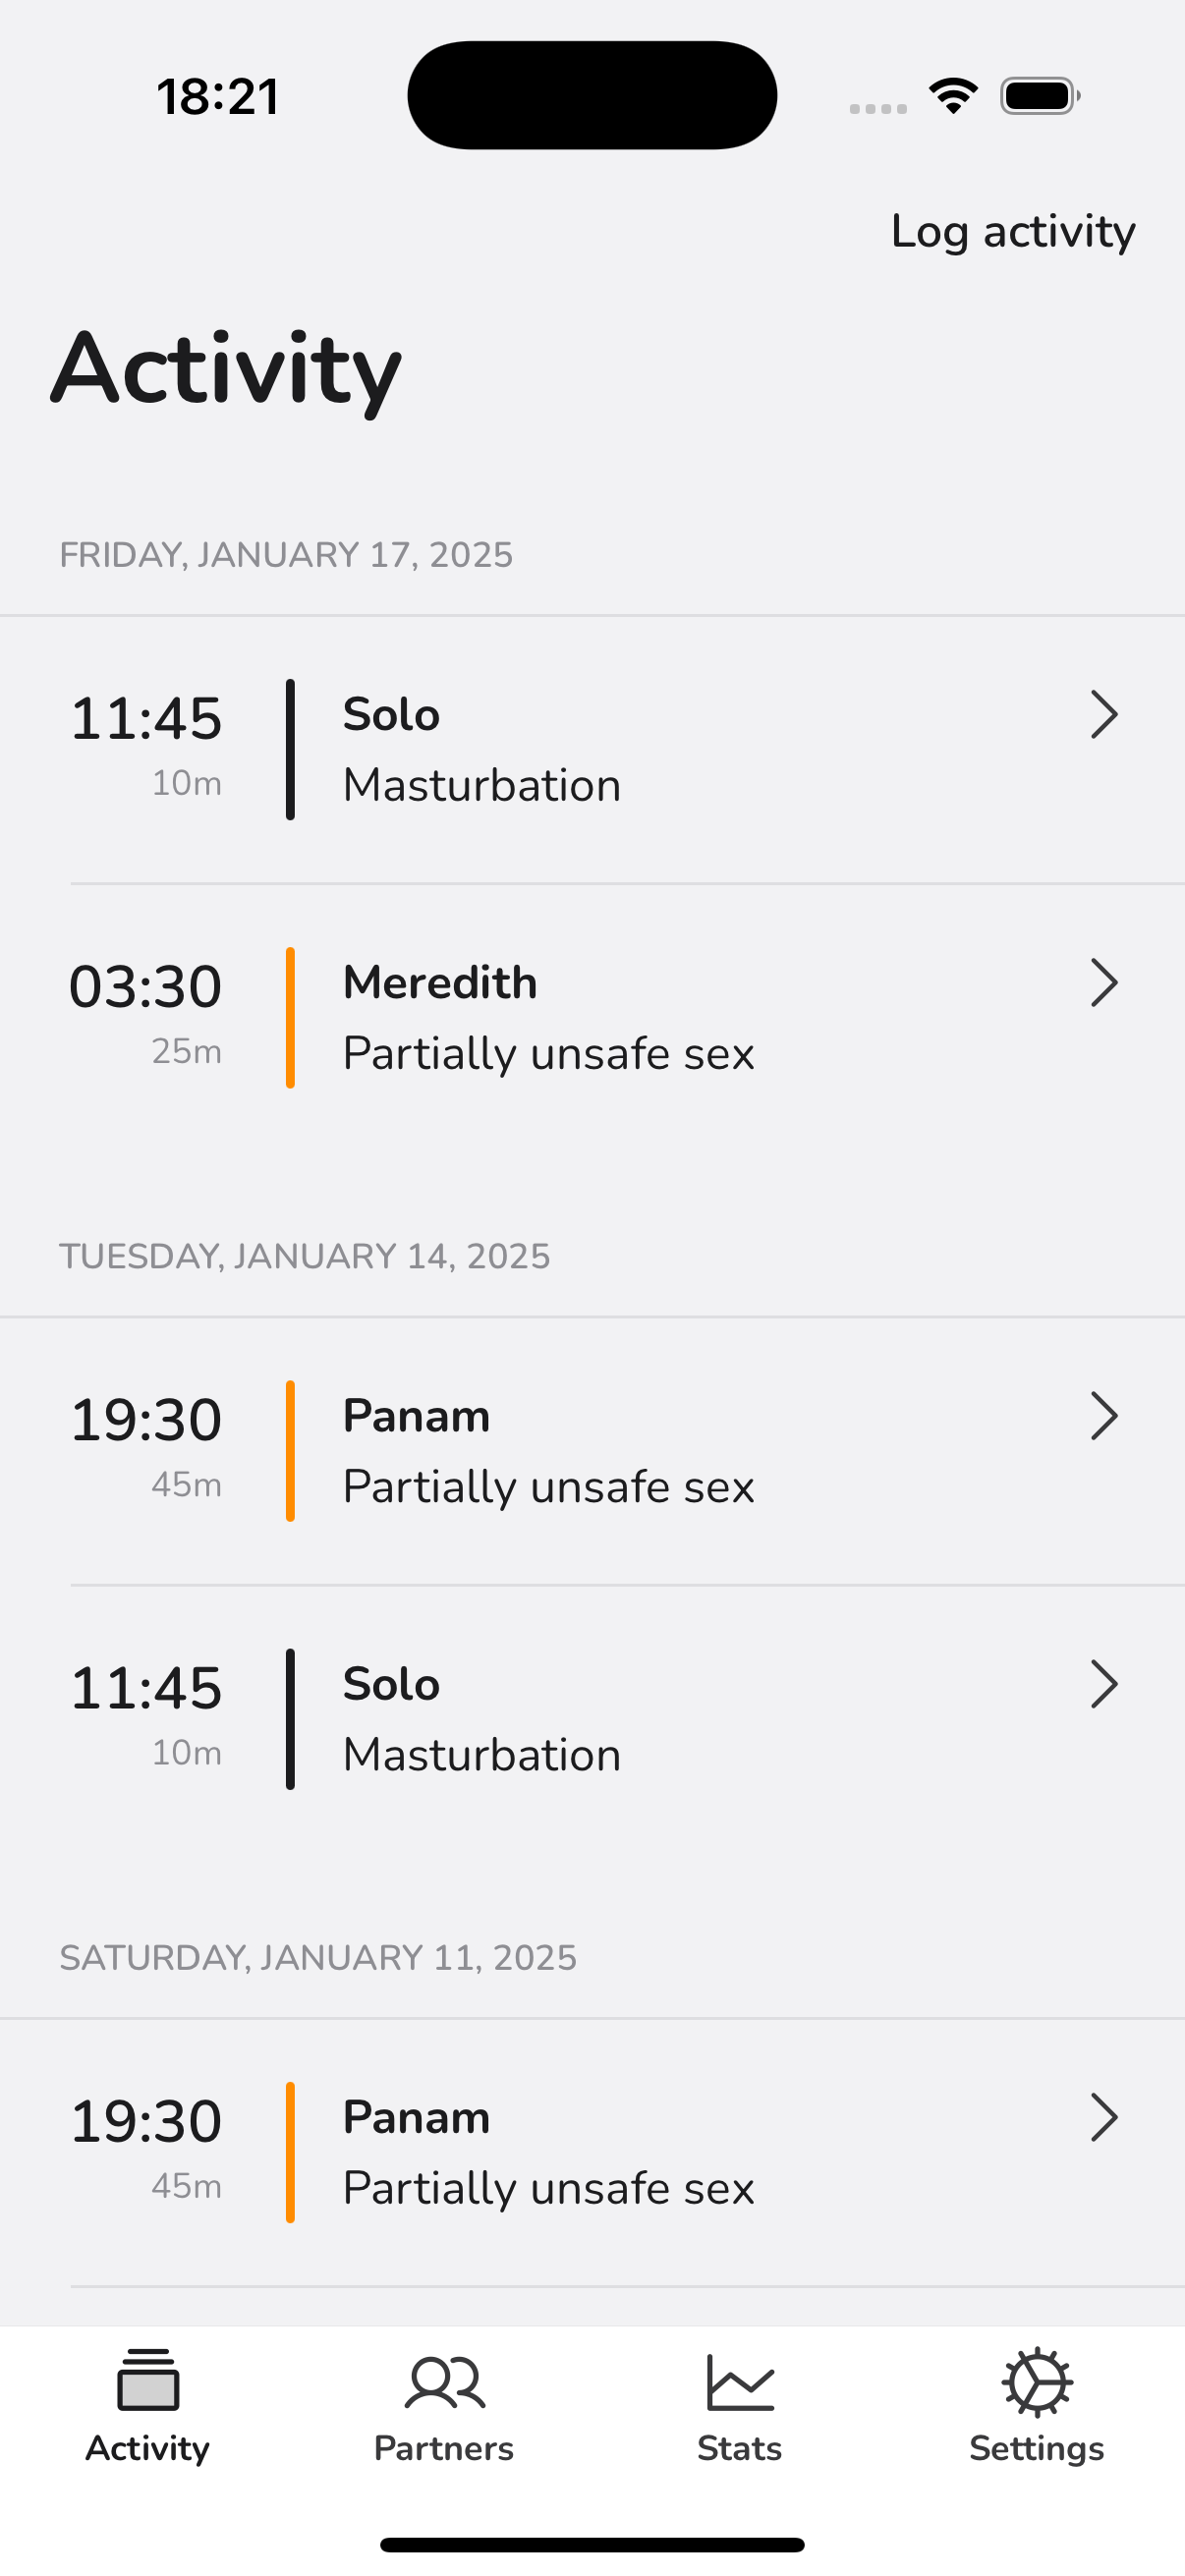 18:21
Log activity
Activity
FRIDAY, JANUARY 17, 2025
11:45
Solo
10m
Masturbation
03:30
Meredith
25m
Partially unsafe sex
TUESDAY, JANUARY 14, 2025
19:30
Panam
45m
Partially unsafe sex
11:45
Solo
10m
Masturbation
SATURDAY, JANUARY 11, 2025
19:30
Panam
45m
Partially unsafe sex
Activity
Partners
Stats
Settings